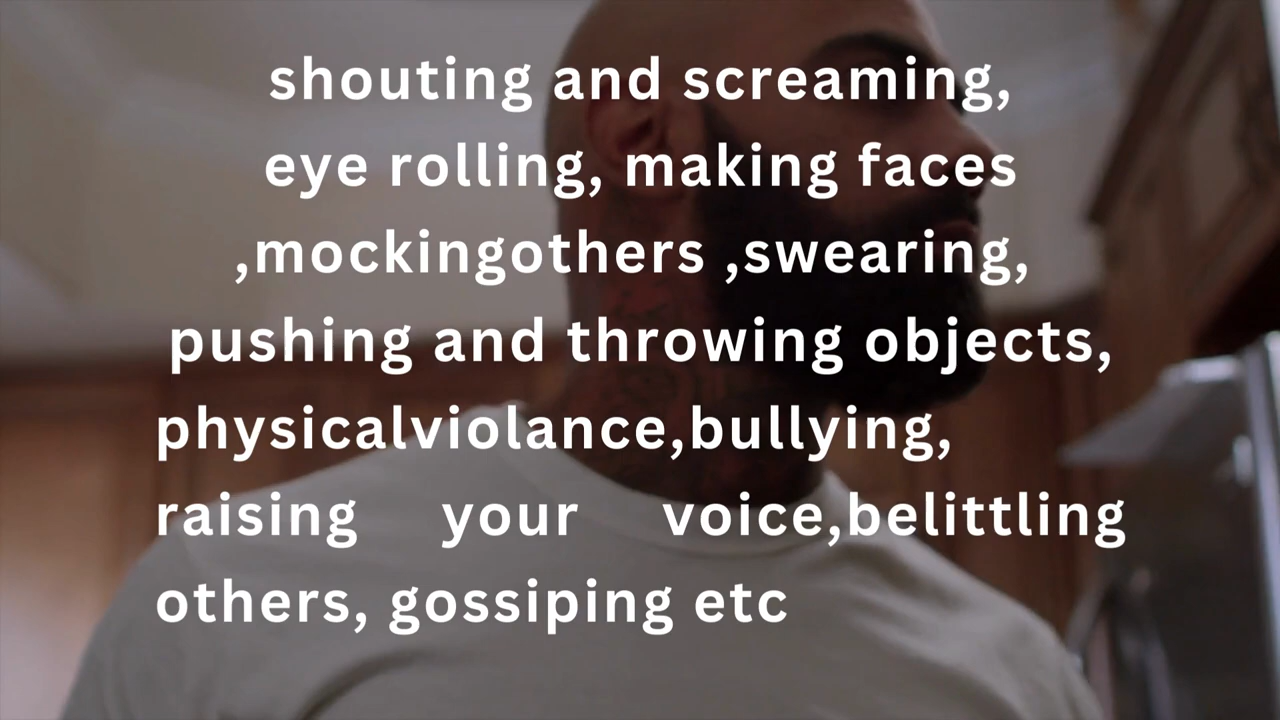 shouting and screaming,
eye rolling, making faces
,mockingothers ,swearing,
pushing and throwing objects,
physicalviolance,bullying,
raising your voice,belittling
others, gossiping etc